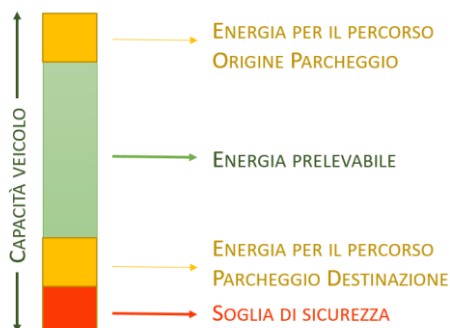 CAPACITÀ VEICOLO
ENERGIA PER IL PERCORSO
ORIGINE PARCHEGGIO
ENERGIA PRELEVABILE
ENERGIA PER IL PERCORSO
PARCHEGGIO DESTINAZIONE
SOGLIA DI SICUREZZA